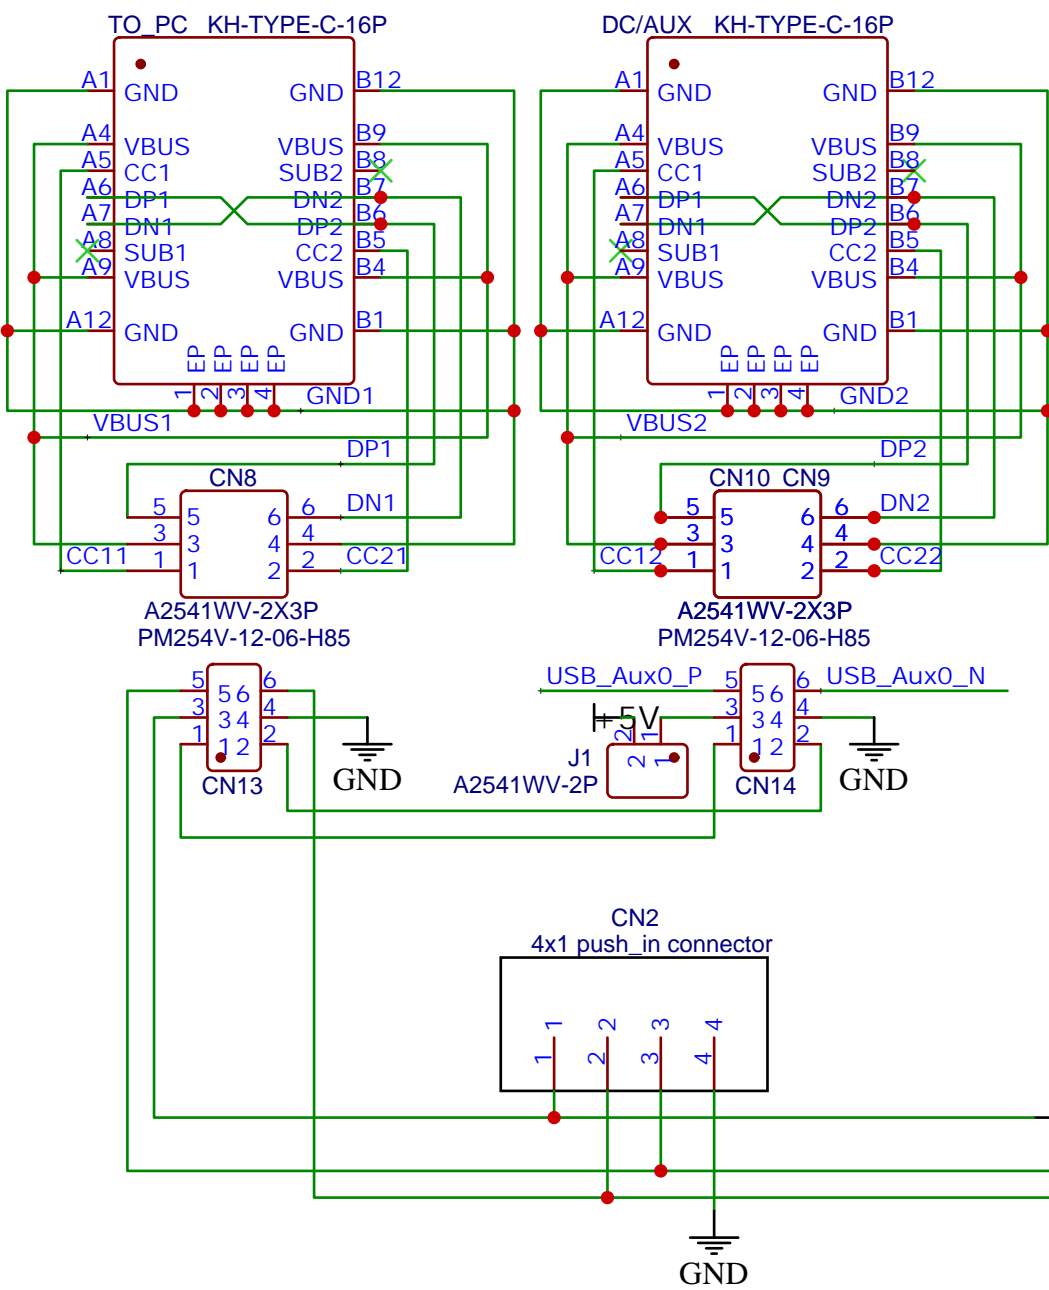 TO_PC KH-TYPE-C-16P
A1 GND GND B12
A4 VBUS VBUS B9
A5 CC1 SUB2 B8
A6 DP1 DN2 B7
A7 DN1 DP2 B6
A8 SUB1 CC2 B5
A9 VBUS VBUS B4
A12 GND GND B1
EP EP EP EP
1 2 3 4
GND1
VBUS1
DP1
DC/AUX KH-TYPE-C-16P
A1 GND GND B12
A4 VBUS VBUS B9
A5 CC1 SUB2 B8
A6 DP1 DN2 B7
A7 DN1 DP2 B6
A8 SUB1 CC2 B5
A9 VBUS VBUS B4
A12 GND GND B1
EP EP EP EP
1 2 3 4
GND2
VBUS2
DP2
CN8
5 5 6 6 DN1
3 3 4 4
CC11 1 1 2 2 CC21
A2541WV-2X3P
PM254V-12-06-H85
CN10 CN9
5 5 6 6 DN2
3 3 4 4
CC12 1 1 2 2 CC22
A2541WV-2X3P
PM254V-12-06-H85
5 5 6 6
3 3 4 4
1 1 2 2
CN13
GND
USB_Aux0_P 5 5 6 6 USB_Aux0_N
3 3 4 4
1 1 2 2
CN14
GND
+5V
2 1
2 1
J1
A2541WV-2P
CN2
4x1 push_in connector
1 2 3 4
1 2 3 4
GND